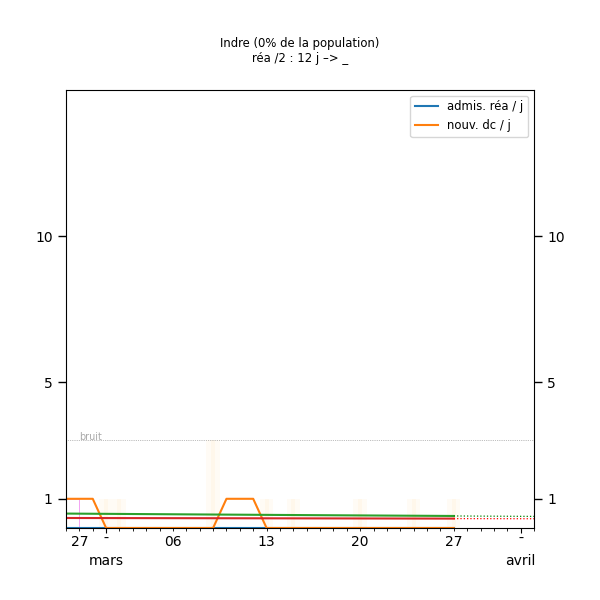 Indre (0% de la population)
réa /2 : 12 j –> _
admis. réa / j
nouv. dc / j
10
10
5
5
bruit
1
1
27 - 06 13 20 27 -
mars avril